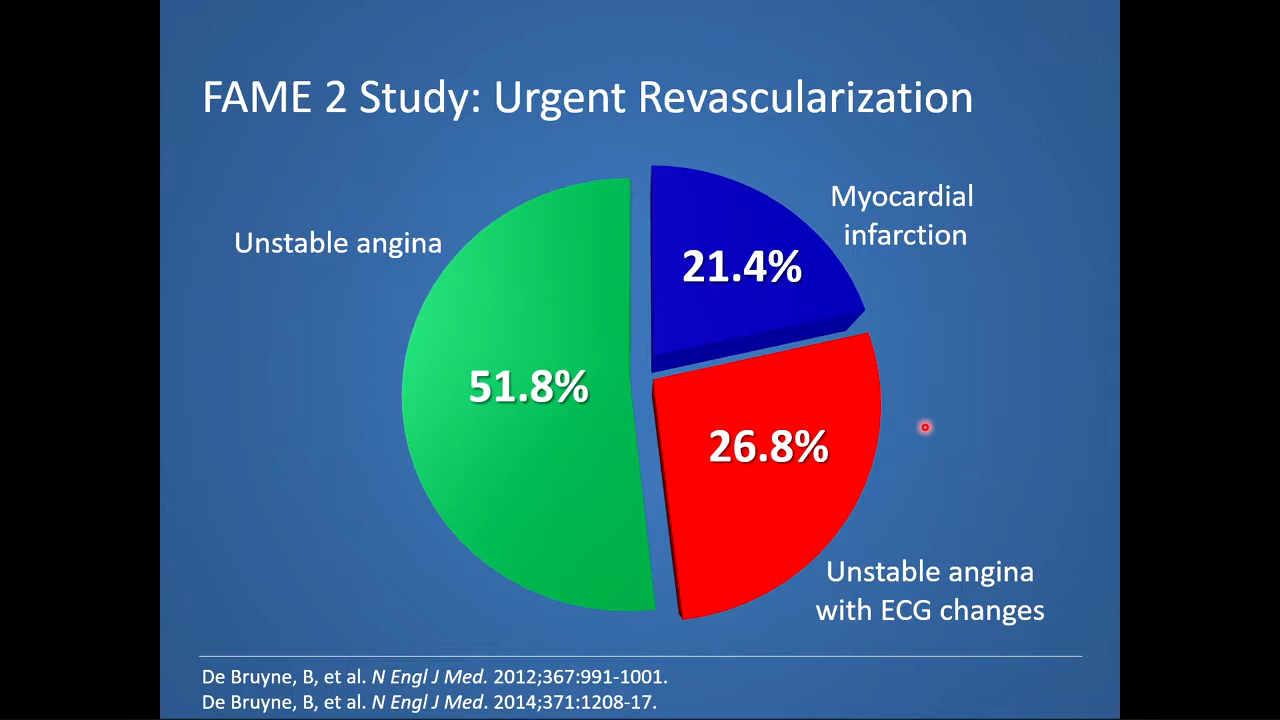 FAME 2 Study: Urgent Revascularization
Unstable angina
Myocardial
infarction
21.4%
51.8%
26.8%
Unstable angina
with ECG changes
De Bruyne, B, et al. N Engl J Med. 2012;367:991-1001.
De Bruyne, B, et al. N Engl J Med. 2014;371:1208-17.